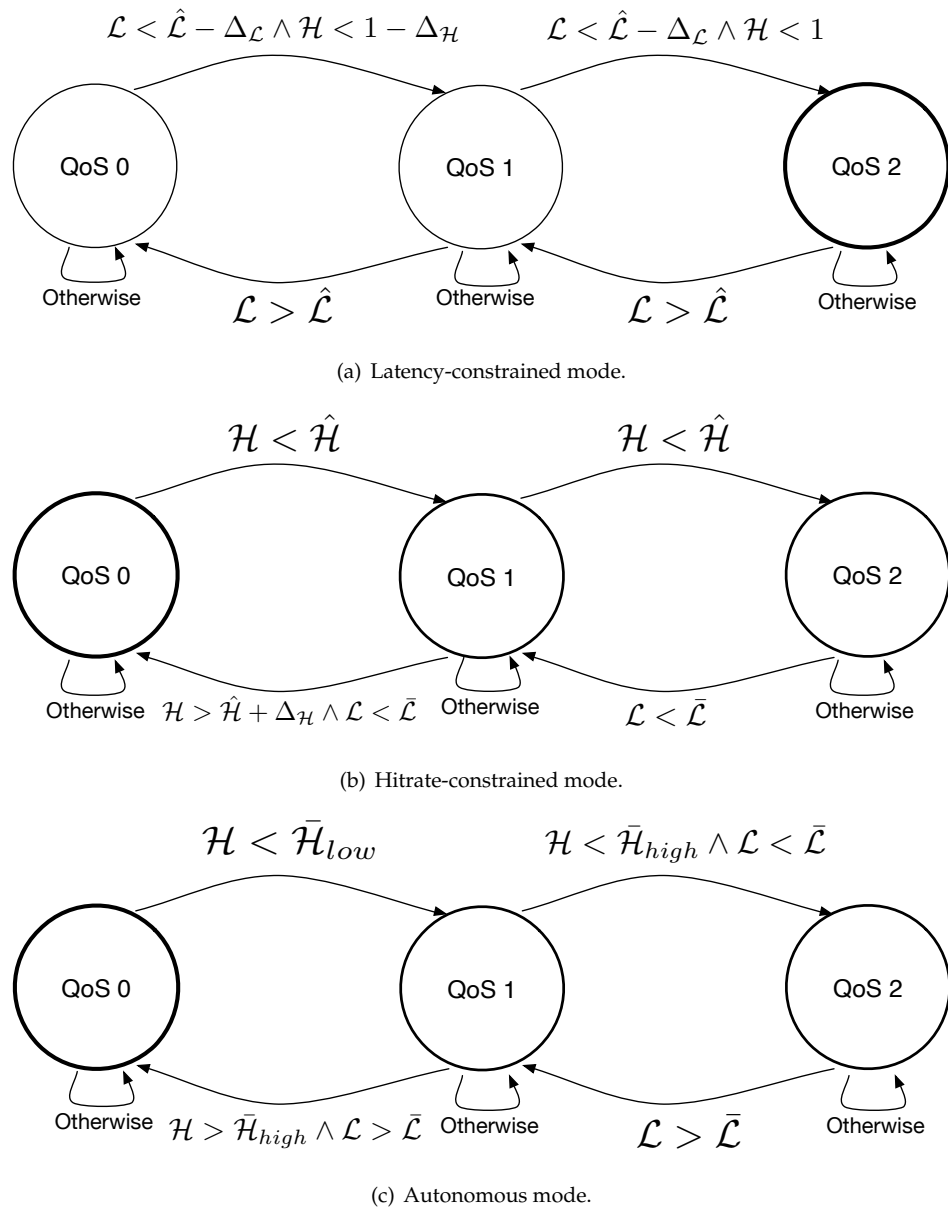 ℒ < ℒ̂ − Δ_ℒ ∧ ℋ < 1 − Δ_ℋ
ℒ < ℒ̂ − Δ_ℒ ∧ ℋ < 1
QoS 0
QoS 1
QoS 2
Otherwise
ℒ > ℒ̂
Otherwise
ℒ > ℒ̂
Otherwise
(a) Latency-constrained mode.
ℋ < ℋ̂
ℋ < ℋ̂
QoS 0
QoS 1
QoS 2
Otherwise
ℋ > ℋ̂ + Δ_ℋ ∧ ℒ < ℒ̄
Otherwise
ℒ < ℒ̄
Otherwise
(b) Hitrate-constrained mode.
ℋ < ℋ̄_low
ℋ < ℋ̄_high ∧ ℒ < ℒ̄
QoS 0
QoS 1
QoS 2
Otherwise
ℋ > ℋ̄_high ∧ ℒ > ℒ̄
Otherwise
ℒ > ℒ̄
Otherwise
(c) Autonomous mode.